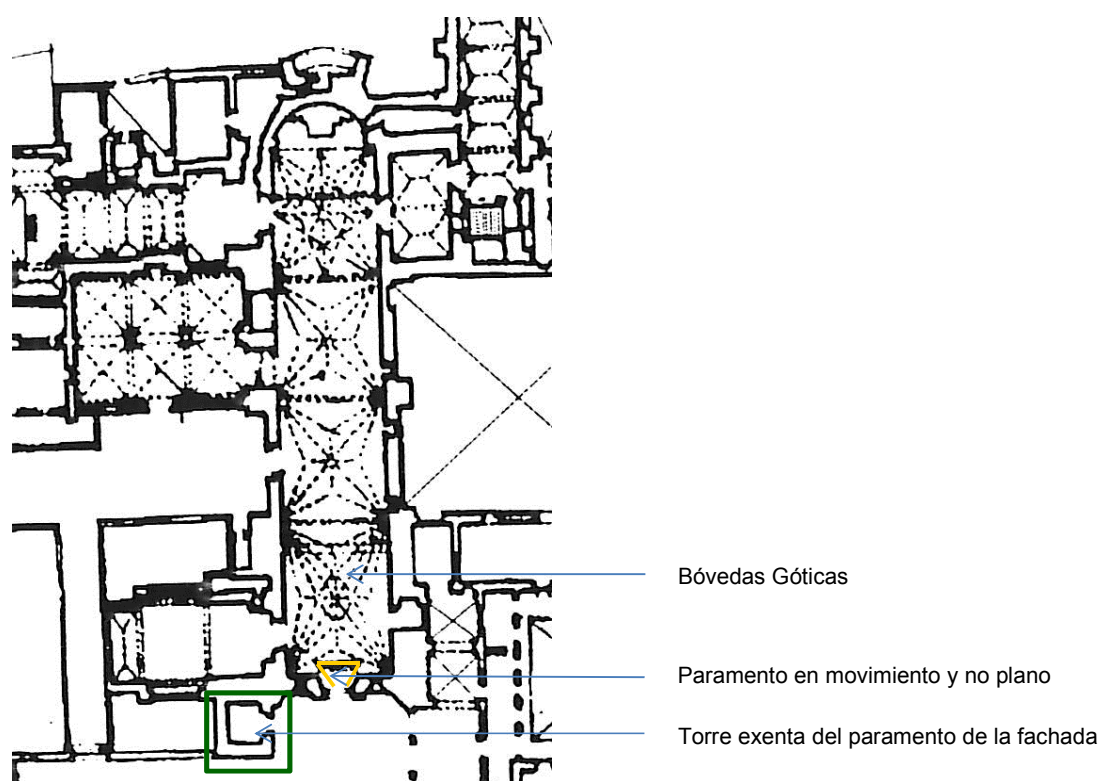 Bóvedas Góticas
Paramento en movimiento y no plano
Torre exenta del paramento de la fachada